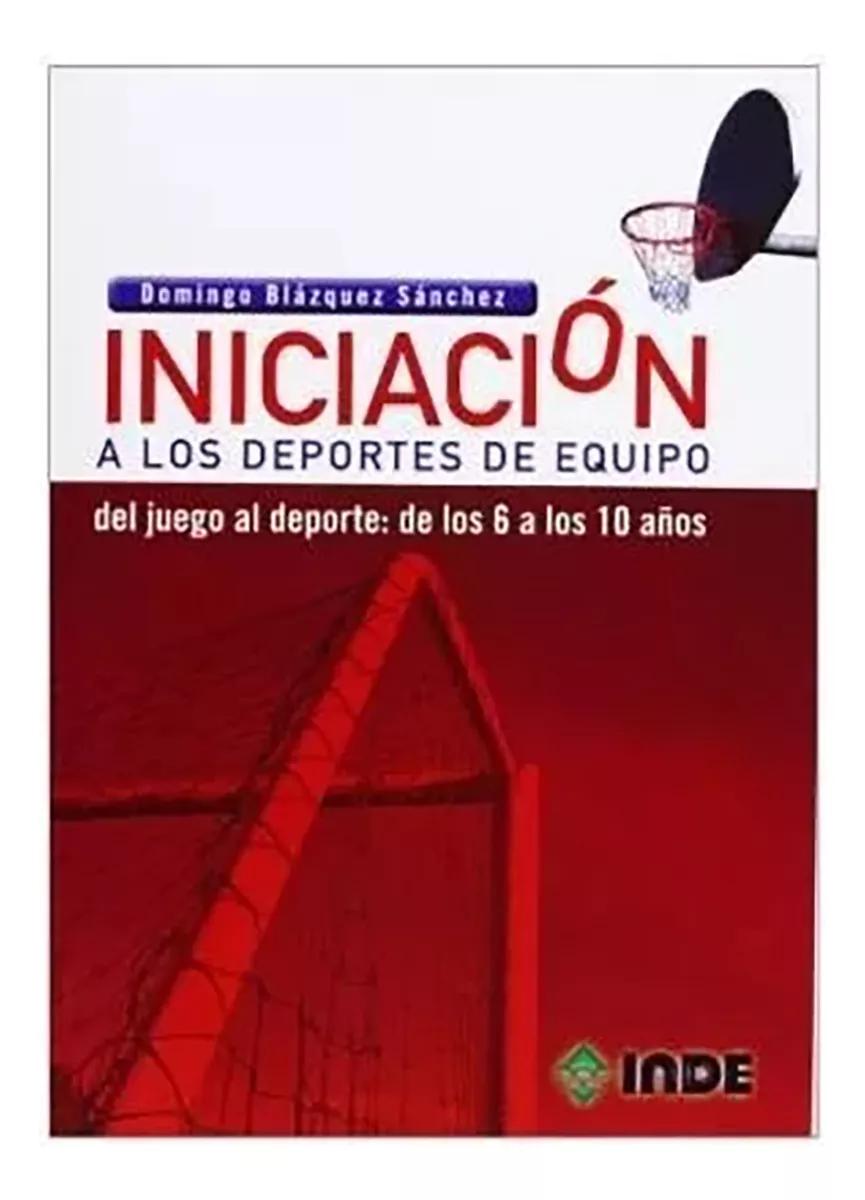 Domingo Blázquez Sánchez
INICIACIÓN
A LOS DEPORTES DE EQUIPO
del juego al deporte: de los 6 a los 10 años
INDE